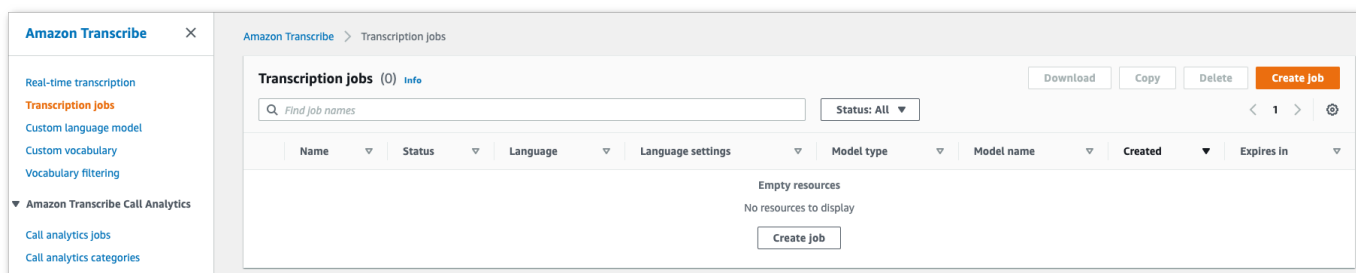 Amazon Transcribe
Real-time transcription
Transcription jobs
Custom language model
Custom vocabulary
Vocabulary filtering
Amazon Transcribe Call Analytics
Call analytics jobs
Call analytics categories
Amazon Transcribe > Transcription jobs
Transcription jobs (0) Info
Download Copy Delete Create job
Find job names Status: All 1
Name Status Language Language settings Model type Model name Created Expires in
Empty resources
No resources to display
Create job